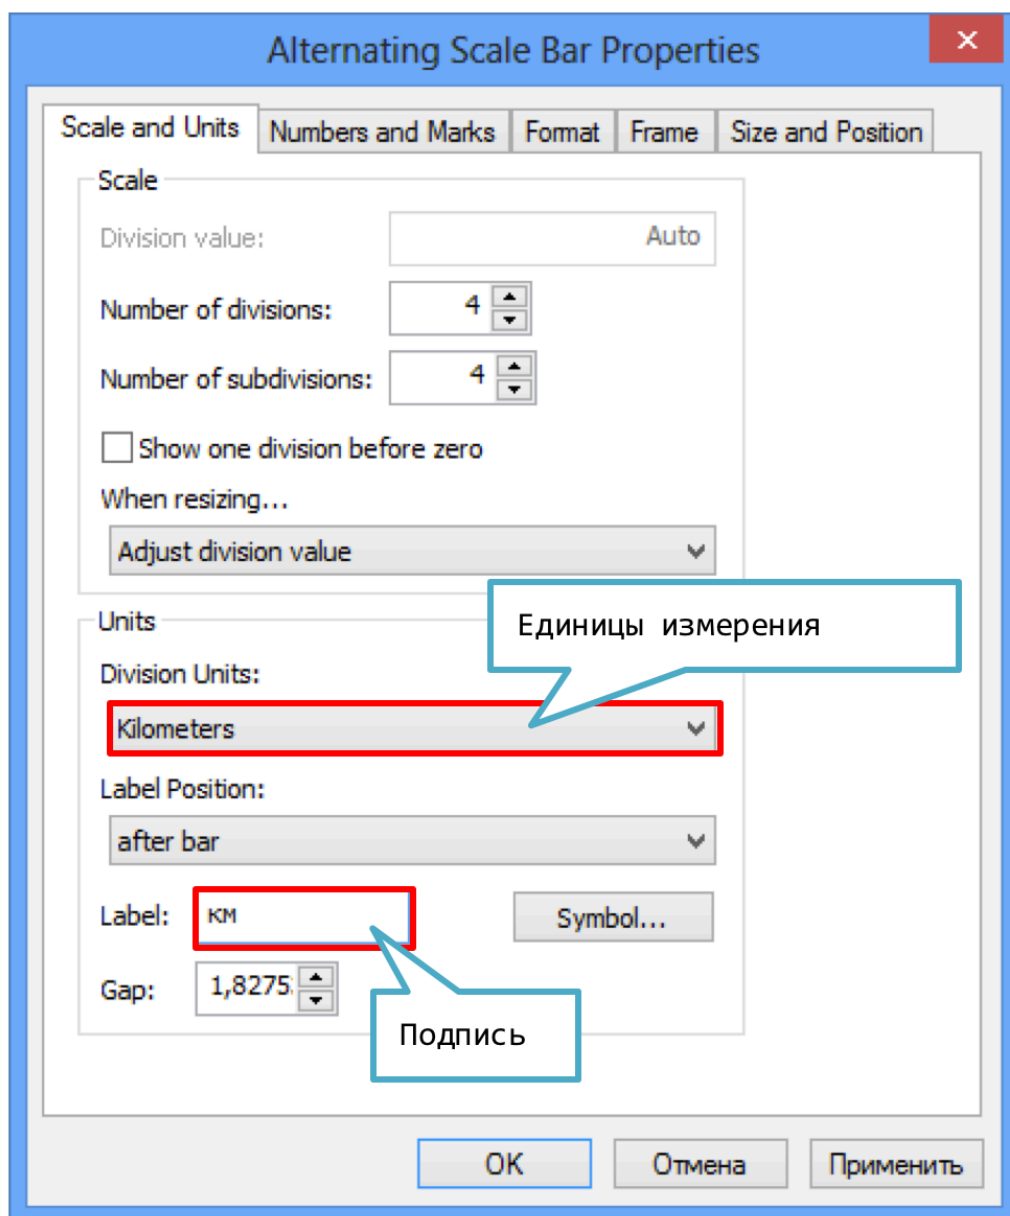 Alternating Scale Bar Properties
Scale and Units Numbers and Marks Format Frame Size and Position
Scale
Division value: Auto
Number of divisions: 4
Number of subdivisions: 4
Show one division before zero
When resizing...
Adjust division value
Единицы измерения
Units
Division Units:
Kilometers
Label Position:
after bar
Label: км Symbol...
Gap: 1,8275
Подпись
OK Отмена Применить